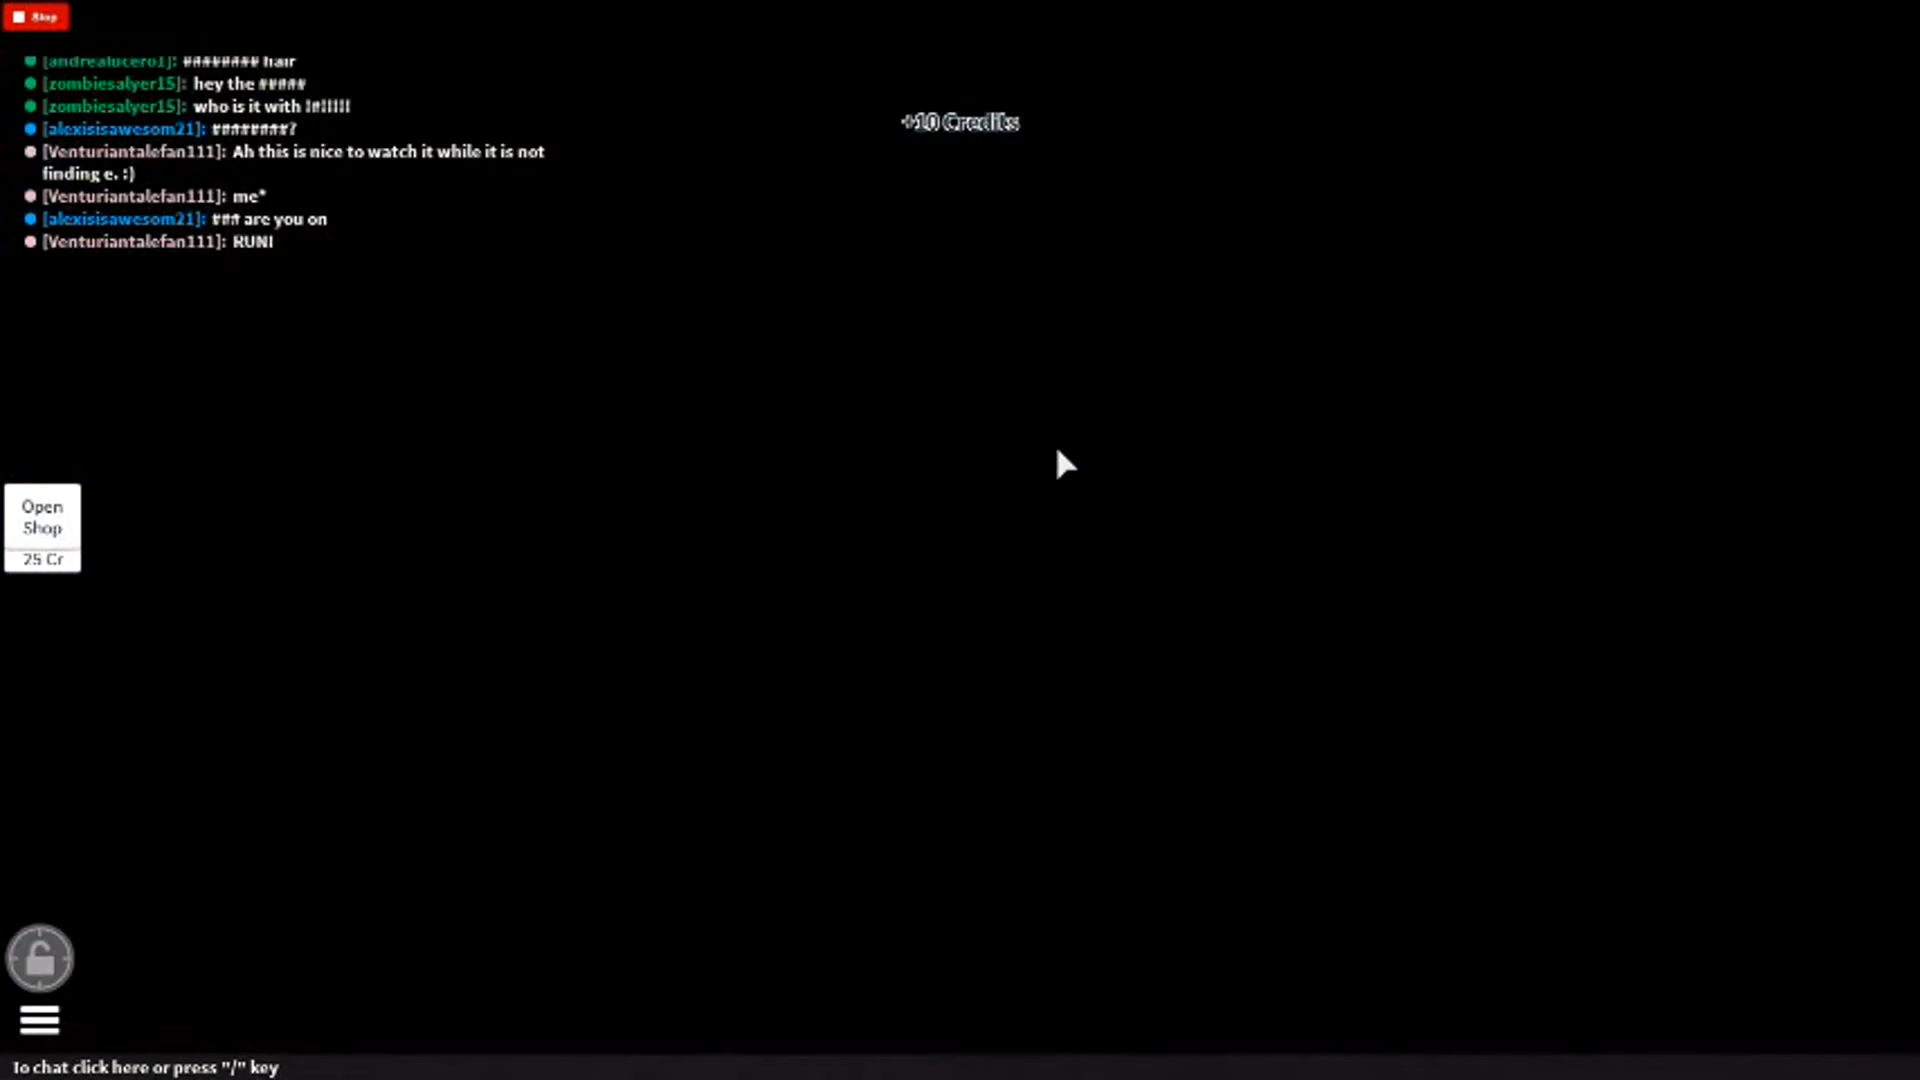 Stop
[andrealucero1]: ######## hair
[zombiesalyer15]: hey the #####
[zombiesalyer15]: who is it with !#!!!!!
[alexisisawesom21]: ########?
[Venturiantalefan111]: Ah this is nice to watch it while it is not
finding e. :)
[Venturiantalefan111]: me*
[alexisisawesom21]: ### are you on
[Venturiantalefan111]: RUN!
+10 Credits
Open
Shop
25 Cr
To chat click here or press "/" key